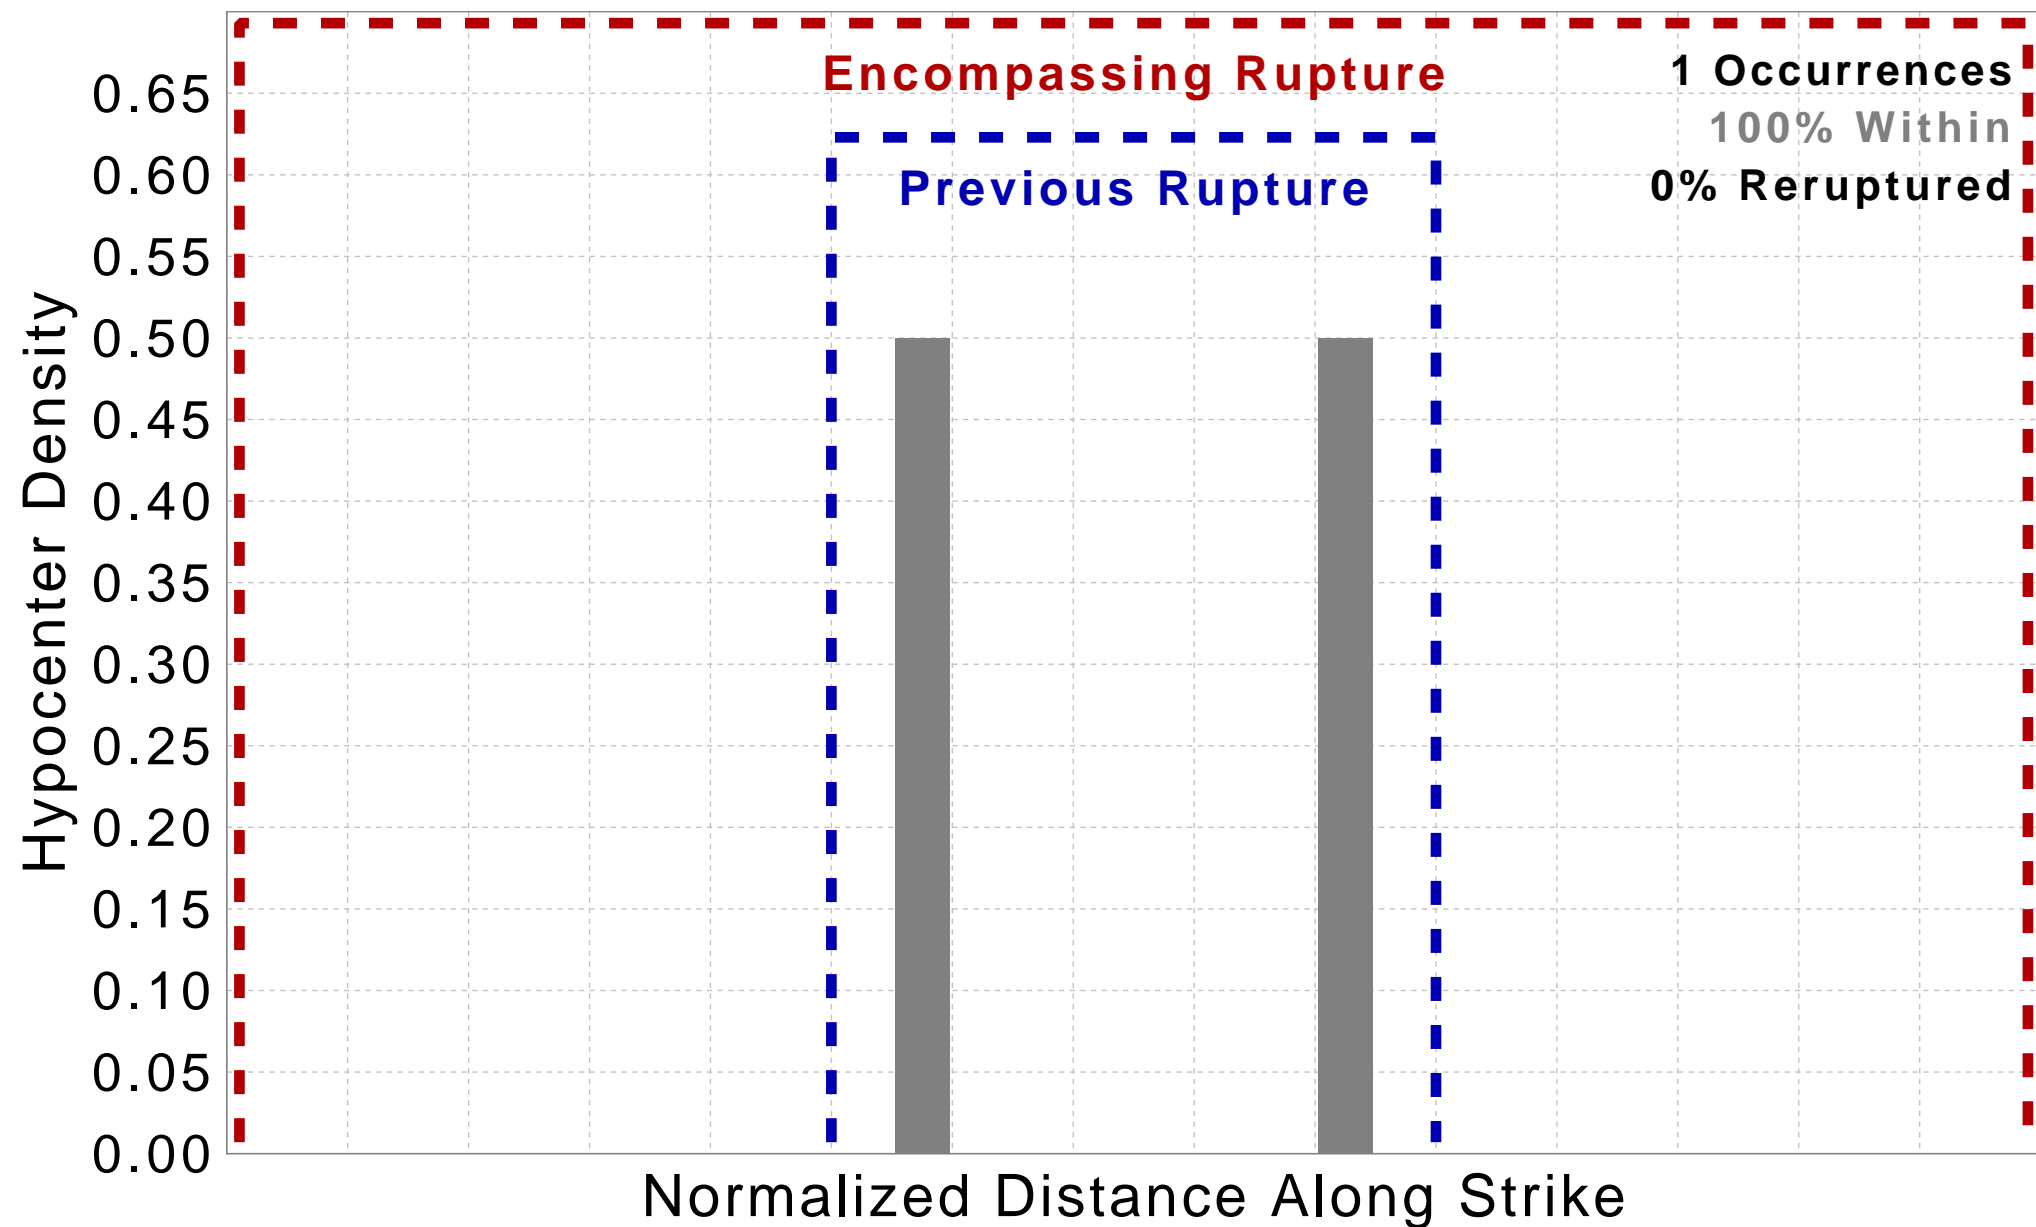 Encompassing Rupture
1 Occurrences
100% Within
0% Reruptured
Previous Rupture
0.65
0.60
0.55
0.50
0.45
0.40
0.35
0.30
0.25
0.20
0.15
0.10
0.05
0.00
Hypocenter Density
Normalized Distance Along Strike